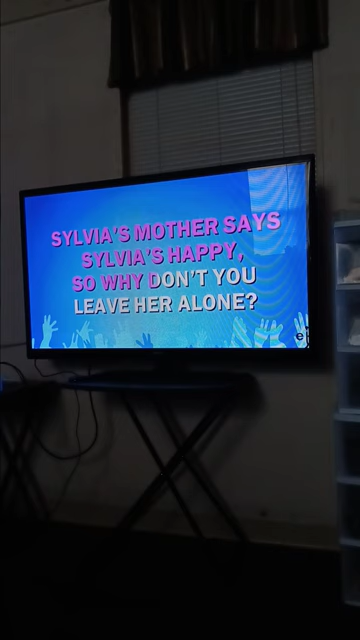 SYLVIA'S MOTHER SAYS
SYLVIA'S HAPPY,
SO WHY DON'T YOU
LEAVE HER ALONE?